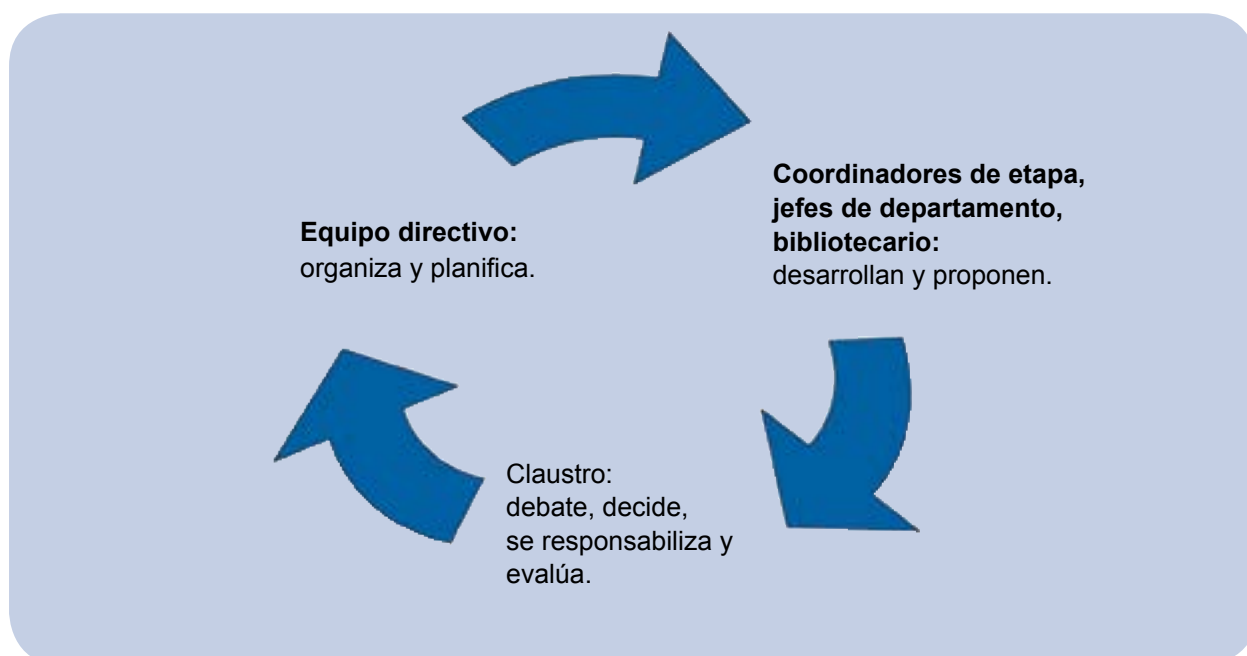 Equipo directivo:
organiza y planifica.
Coordinadores de etapa,
jefes de departamento,
bibliotecario:
desarrollan y proponen.
Claustro:
debate, decide,
se responsabiliza y
evalúa.